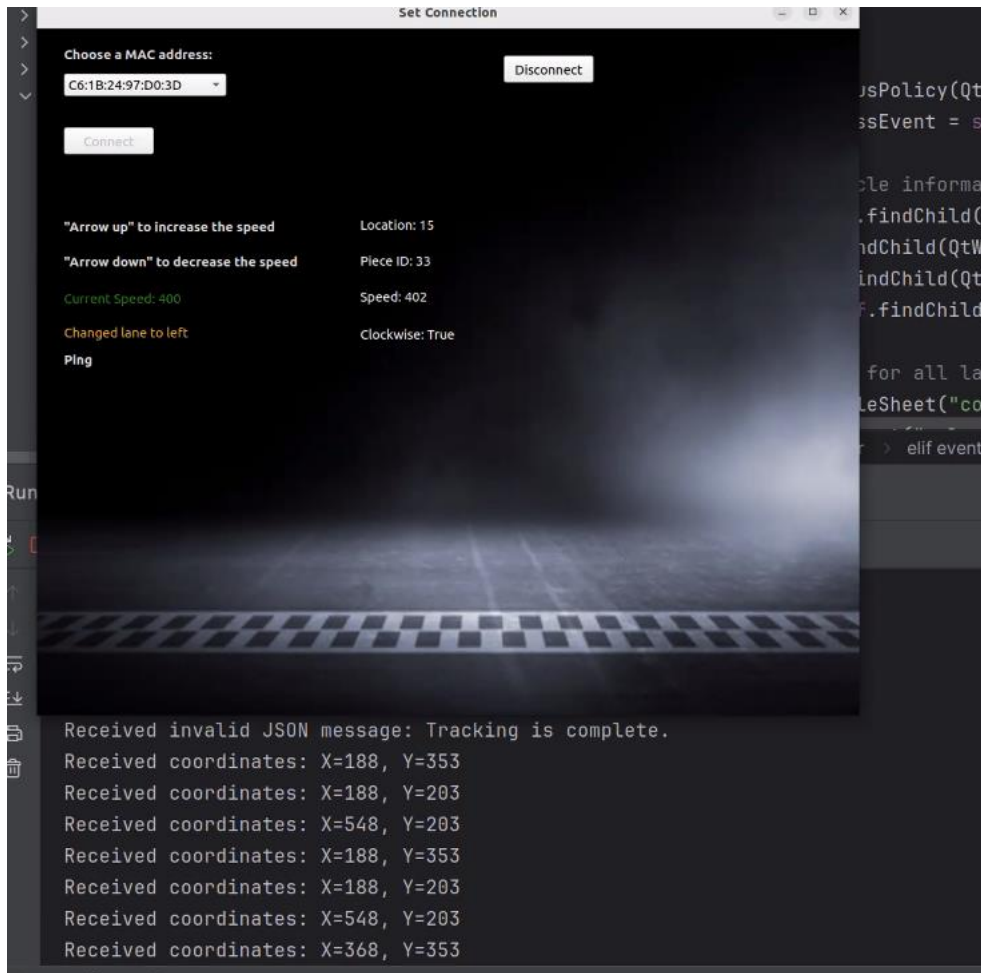 Set Connection
Choose a MAC address:
C6:1B:24:97:D0:3D
Disconnect
Connect
"Arrow up" to increase the speed
Location: 15
"Arrow down" to decrease the speed
Piece ID: 33
Current Speed: 400
Speed: 402
Changed lane to left
Clockwise: True
Ping
usPolicy(Qt
ssEvent = s
cle informa
.findChild(
ndChild(QtW
indChild(Qt
.findChild
for all la
leSheet("co
elif event
Run
Received invalid JSON message: Tracking is complete.
Received coordinates: X=188, Y=353
Received coordinates: X=188, Y=203
Received coordinates: X=548, Y=203
Received coordinates: X=188, Y=353
Received coordinates: X=188, Y=203
Received coordinates: X=548, Y=203
Received coordinates: X=368, Y=353